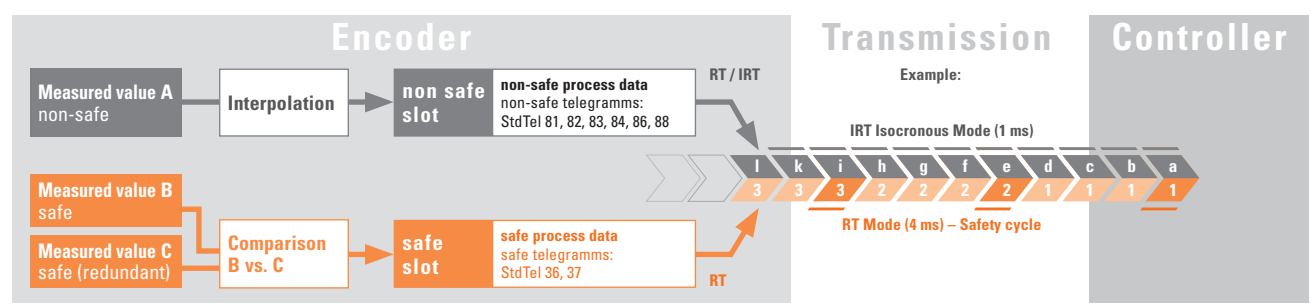 Encoder
Transmission
Controller
Measured value A
non-safe
Interpolation
non safe
slot
non-safe process data
non-safe telegramms:
StdTel 81, 82, 83, 84, 86, 88
RT / IRT
Example:
IRT Isocronous Mode (1 ms)
l k i h g f e d c b a
3 3 3 2 2 2 2 1 1 1 1
RT Mode (4 ms) – Safety cycle
Measured value B
safe
Measured value C
safe (redundant)
Comparison
B vs. C
safe
slot
safe process data
safe telegramms:
StdTel 36, 37
RT